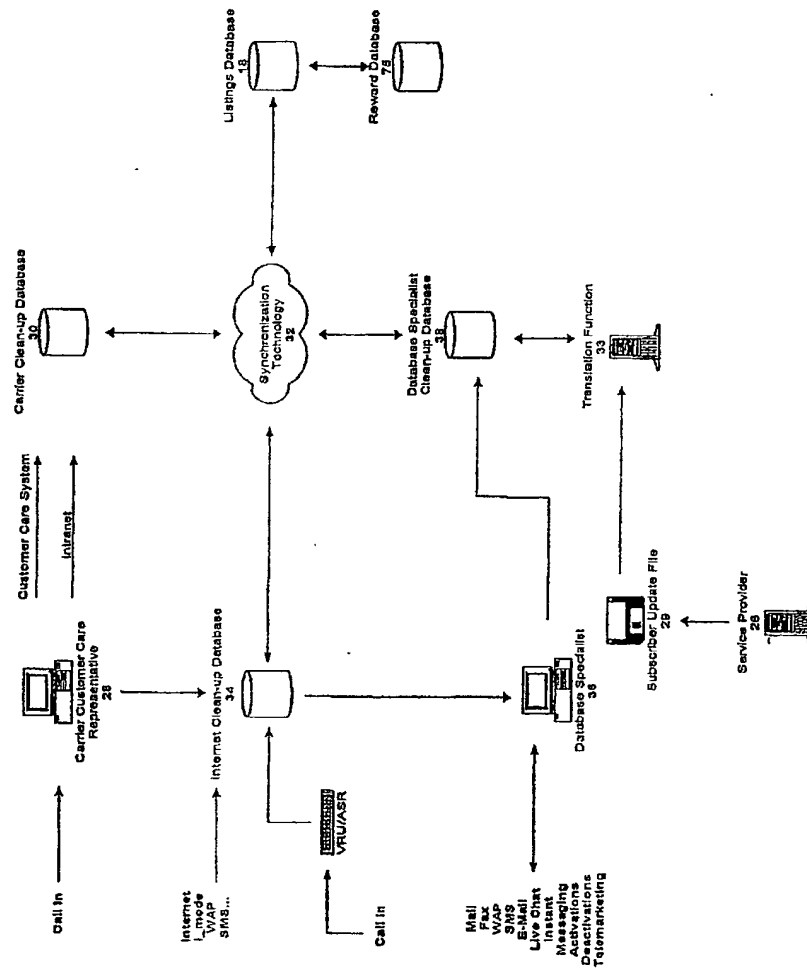 Call In
Carrier Customer Care
Representative
28
Customer Care System
Intranet
Carrier Clean-up Database
30
Internet
i_mode
WAP
SMS...
Internet Clean-up Database
34
Synchronization
Technology
32
Listings Database
18
Reward Database
78
VRU/ASR
Call In
Database Specialist
Clean-up Database
38
Mail
Fax
WAP
SMS
E-Mail
Live Chat
Instant
Messaging
Activations
Deactivations
Telemarketing
Database Specialist
36
Translation Function
33
Subscriber Update File
29
Service Provider
26